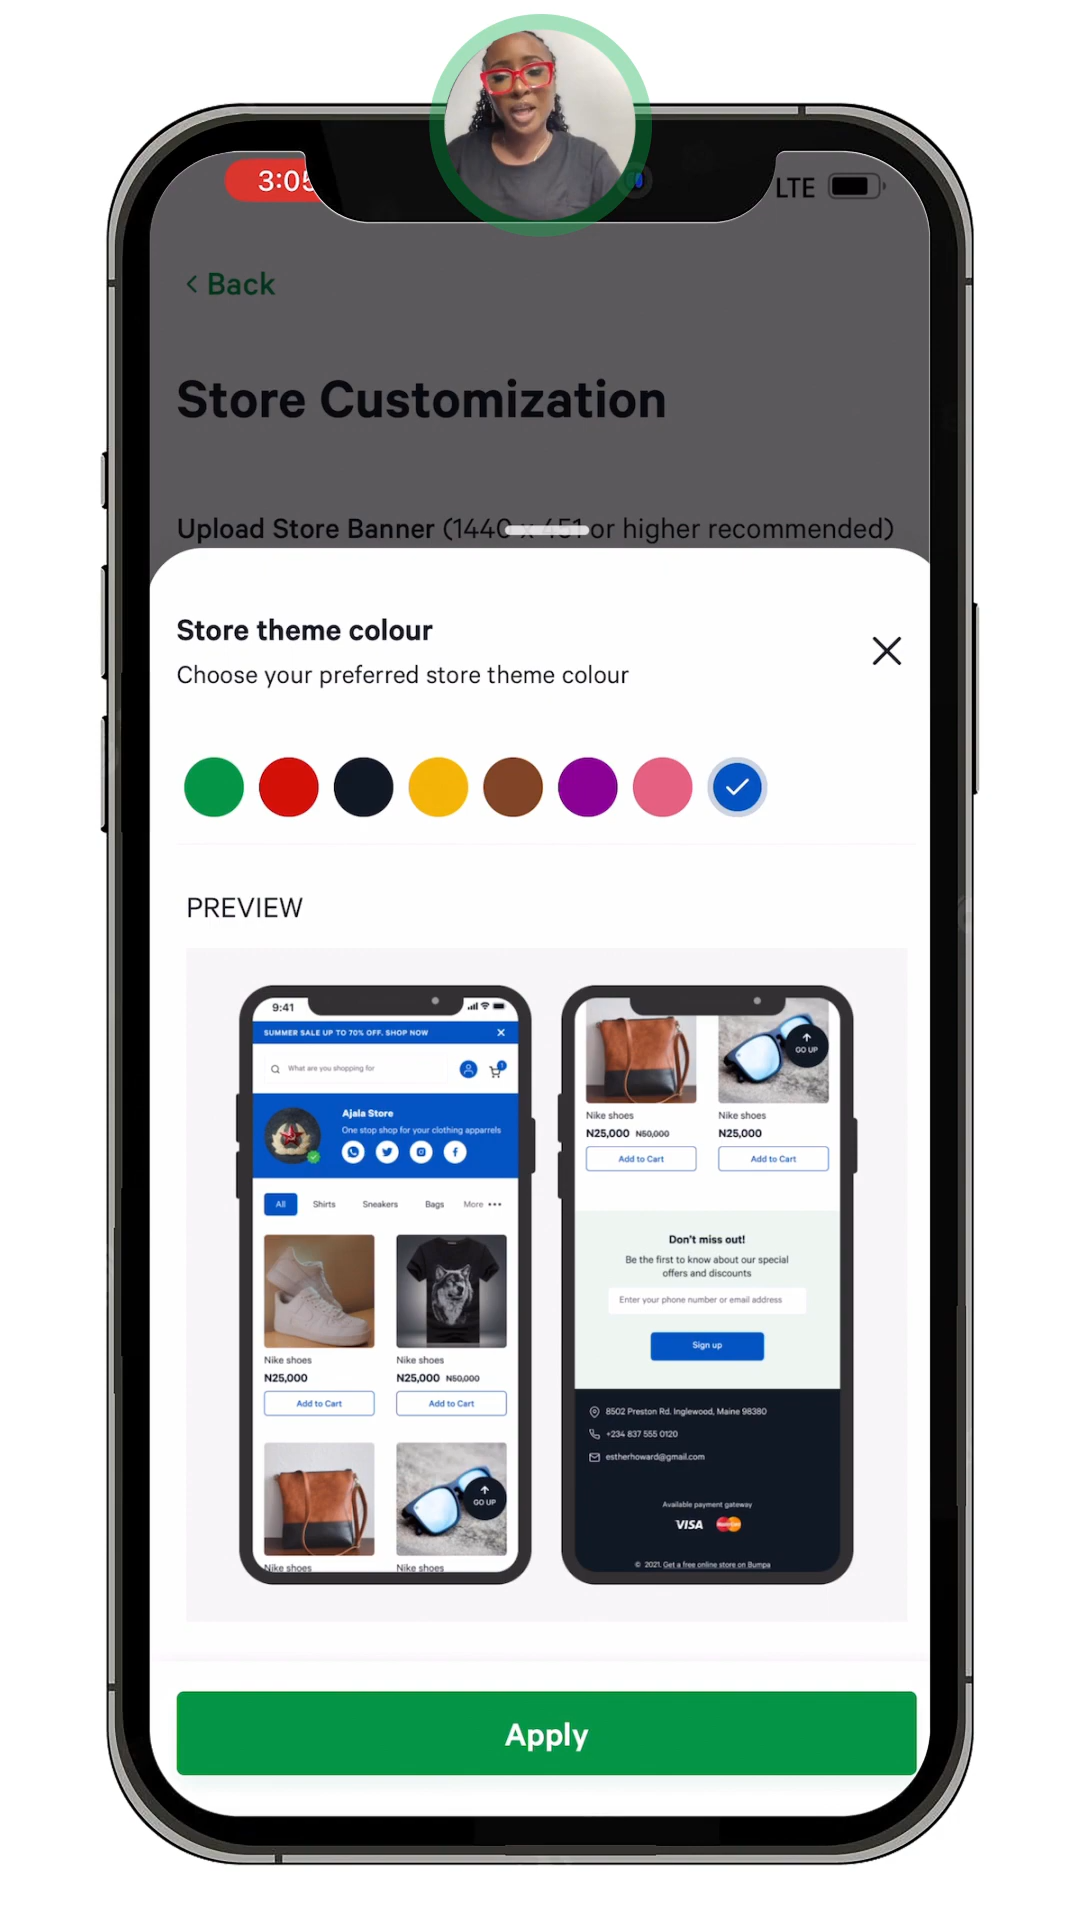 3:05
LTE
Back
Store Customization
Upload Store Banner (1440 x 451 or higher recommended)
Store theme colour
Choose your preferred store theme colour
PREVIEW
9:41
SUMMER SALE UP TO 70% OFF. SHOP NOW
What are you shopping for
1
Ajala Store
One stop shop for your clothing apparrels
All Shirts Sneakers Bags More •••
Nike shoes Nike shoes
N25,000 N25,000 N50,000
Add to Cart Add to Cart
GO UP
Nike shoes Nike shoes
GO UP
Nike shoes Nike shoes
N25,000 N50,000 N25,000
Add to Cart Add to Cart
Don't miss out!
Be the first to know about our special
offers and discounts
Enter your phone number or email address
Sign up
8502 Preston Rd. Inglewood, Maine 98380
+234 837 555 0120
estherhoward@gmail.com
Available payment gateway
VISA
© 2021. Get a free online store on Bumpa
Apply